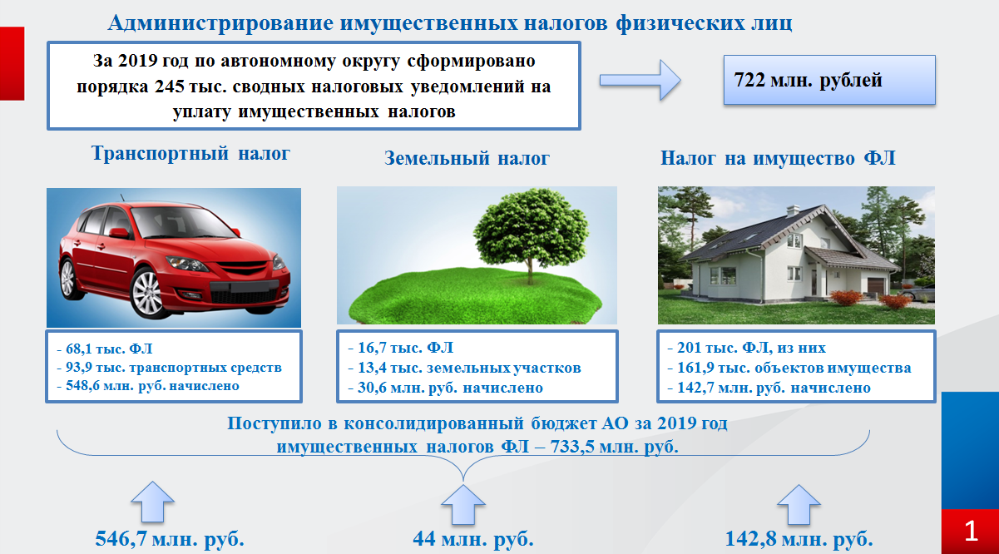 Администрирование имущественных налогов физических лиц
За 2019 год по автономному округу сформировано
порядка 245 тыс. сводных налоговых уведомлений на
уплату имущественных налогов
722 млн. рублей
Транспортный налог
Земельный налог
Налог на имущество ФЛ
- 68,1 тыс. ФЛ
- 93,9 тыс. транспортных средств
- 548,6 млн. руб. начислено
- 16,7 тыс. ФЛ
- 13,4 тыс. земельных участков
- 30,6 млн. руб. начислено
- 201 тыс. ФЛ, из них
- 161,9 тыс. объектов имущества
- 142,7 млн. руб. начислено
Поступило в консолидированный бюджет АО за 2019 год
имущественных налогов ФЛ – 733,5 млн. руб.
546,7 млн. руб.
44 млн. руб.
142,8 млн. руб.
1